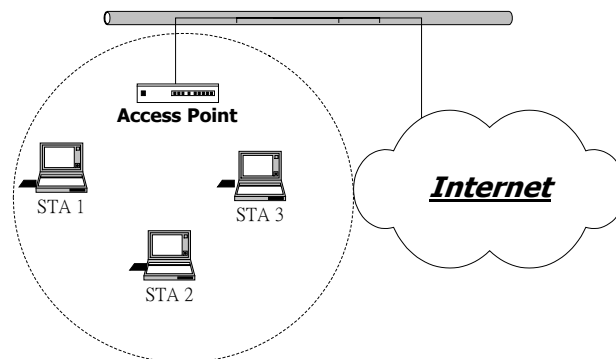 Access Point
Internet
STA 1
STA 3
STA 2